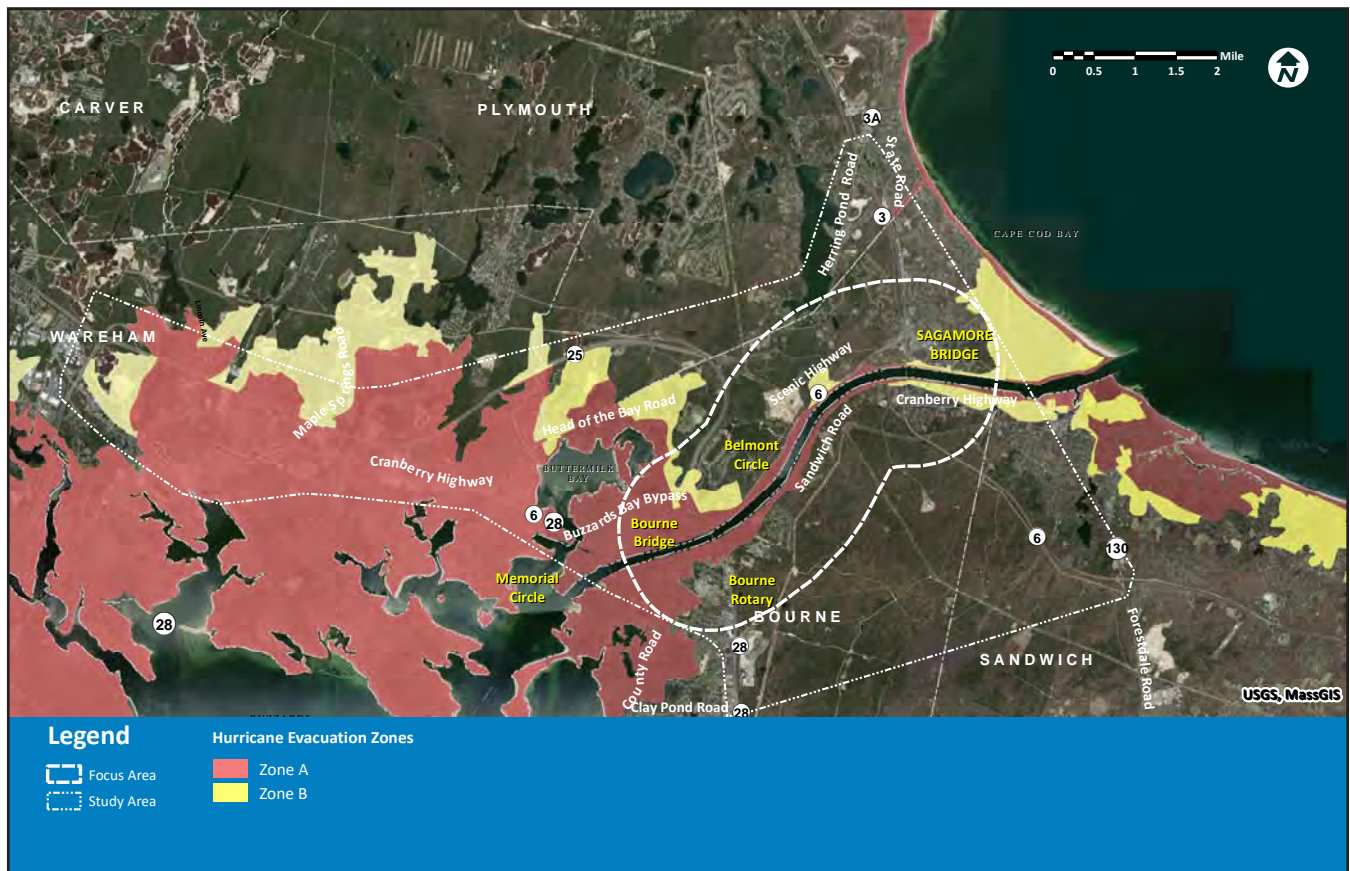 Mile
0 0.5 1 1.5 2
N
CARVER
PLYMOUTH
3A
State Road
Herring Pond Road
3
CAPE COD BAY
WAREHAM
Lincoln Ave
Maple Springs Road
25
SAGAMORE
BRIDGE
Scenic Highway
6
Cranberry Highway
Head of the Bay Road
Sandwich Road
Belmont
Circle
Cranberry Highway
BUTTERMILK
BAY
Buzzards Bay Bypass
6
28
Bourne
Bridge
6
130
Memorial
Circle
Bourne
Rotary
BOURNE
28
28
SANDWICH
Forestdale Road
County Road
Clay Pond Road
28
USGS, MassGIS
BUZZARDS
Legend
Focus Area
Study Area
Hurricane Evacuation Zones
Zone A
Zone B